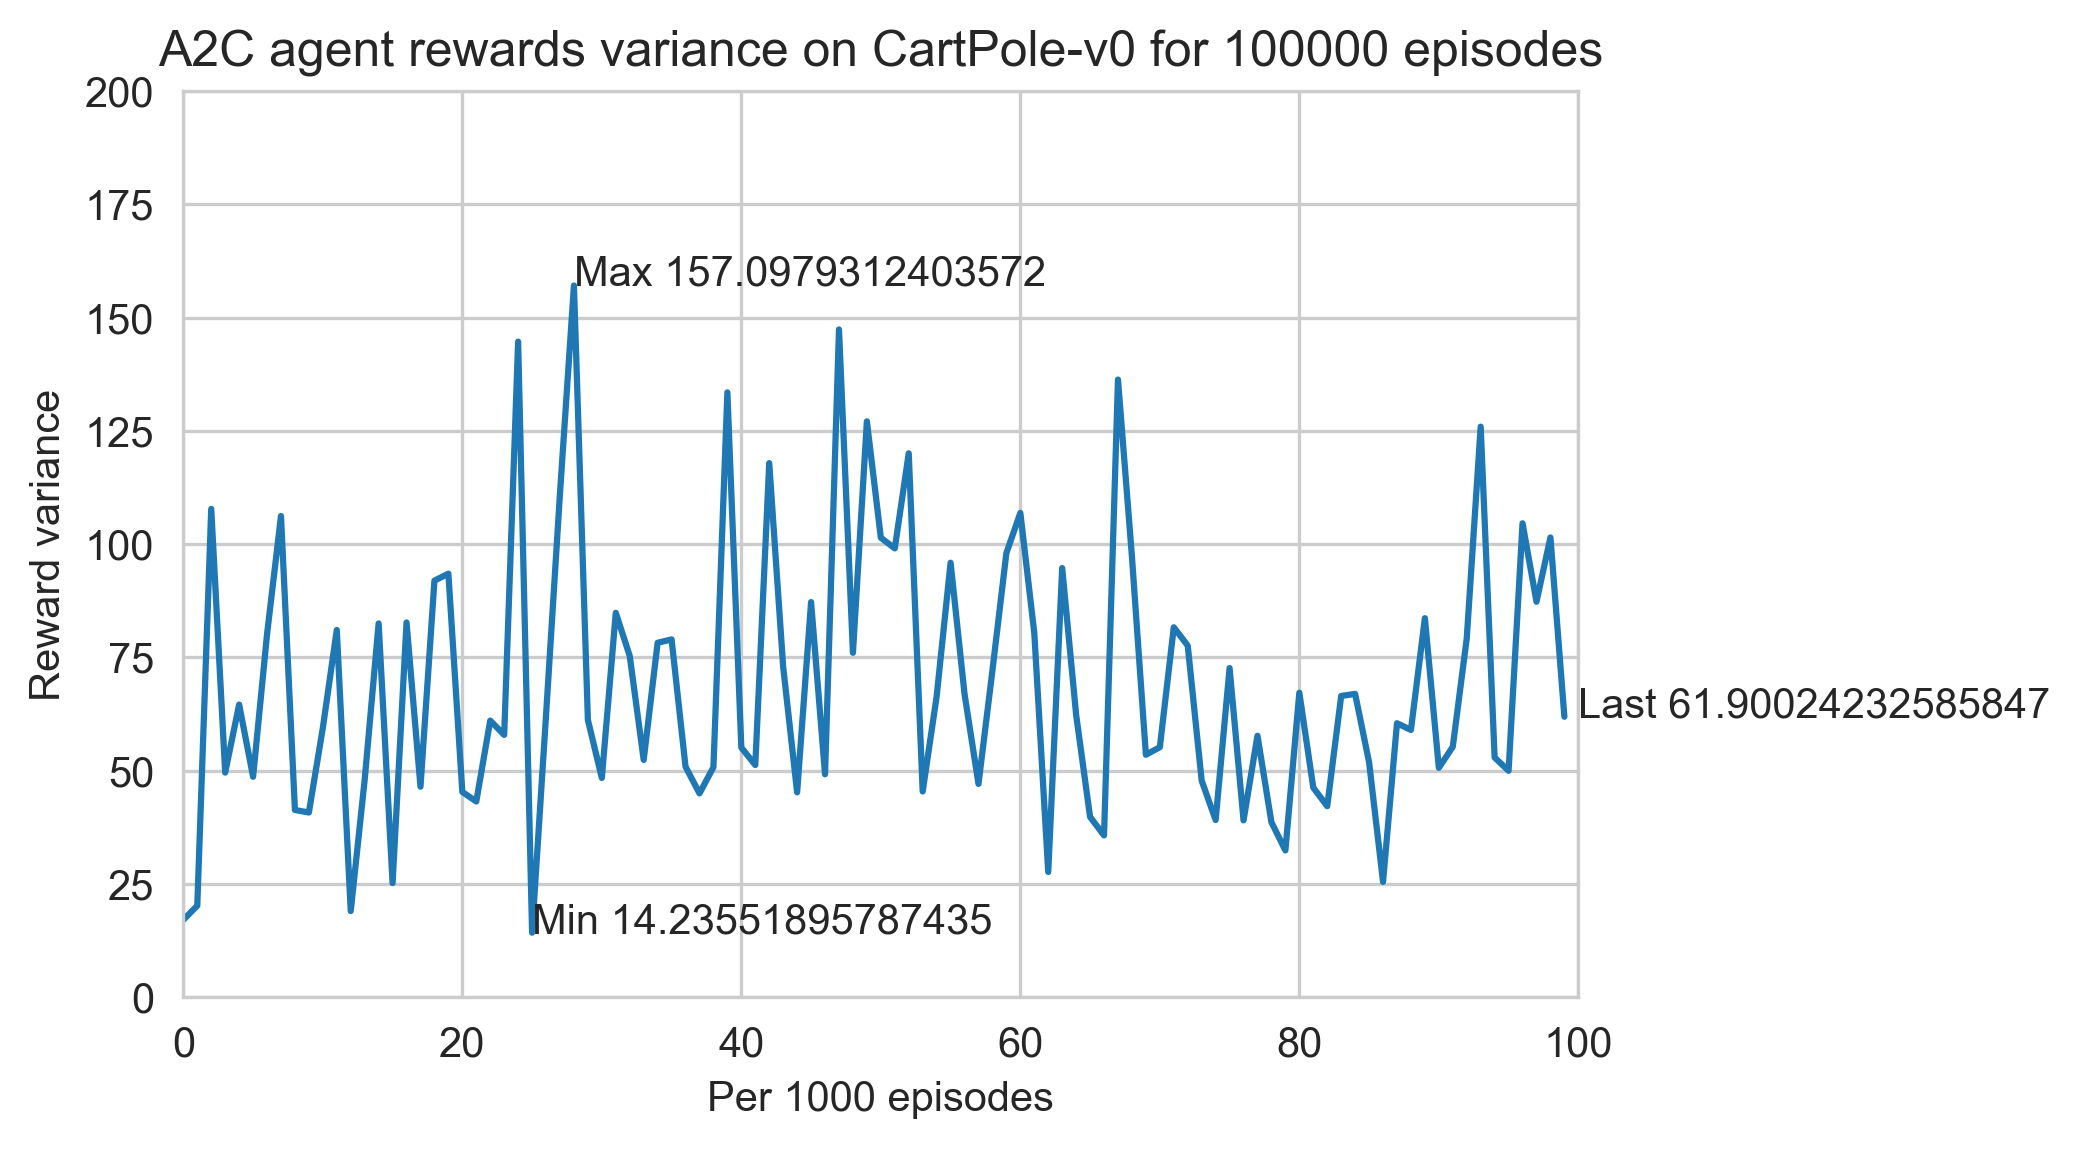 A2C agent rewards variance on CartPole-v0 for 100000 episodes
200
175
150
125
100
75
50
25
0
Reward variance
Max 157.0979312403572
Last 61.90024232585847
Min 14.23551895787435
0 20 40 60 80 100
Per 1000 episodes